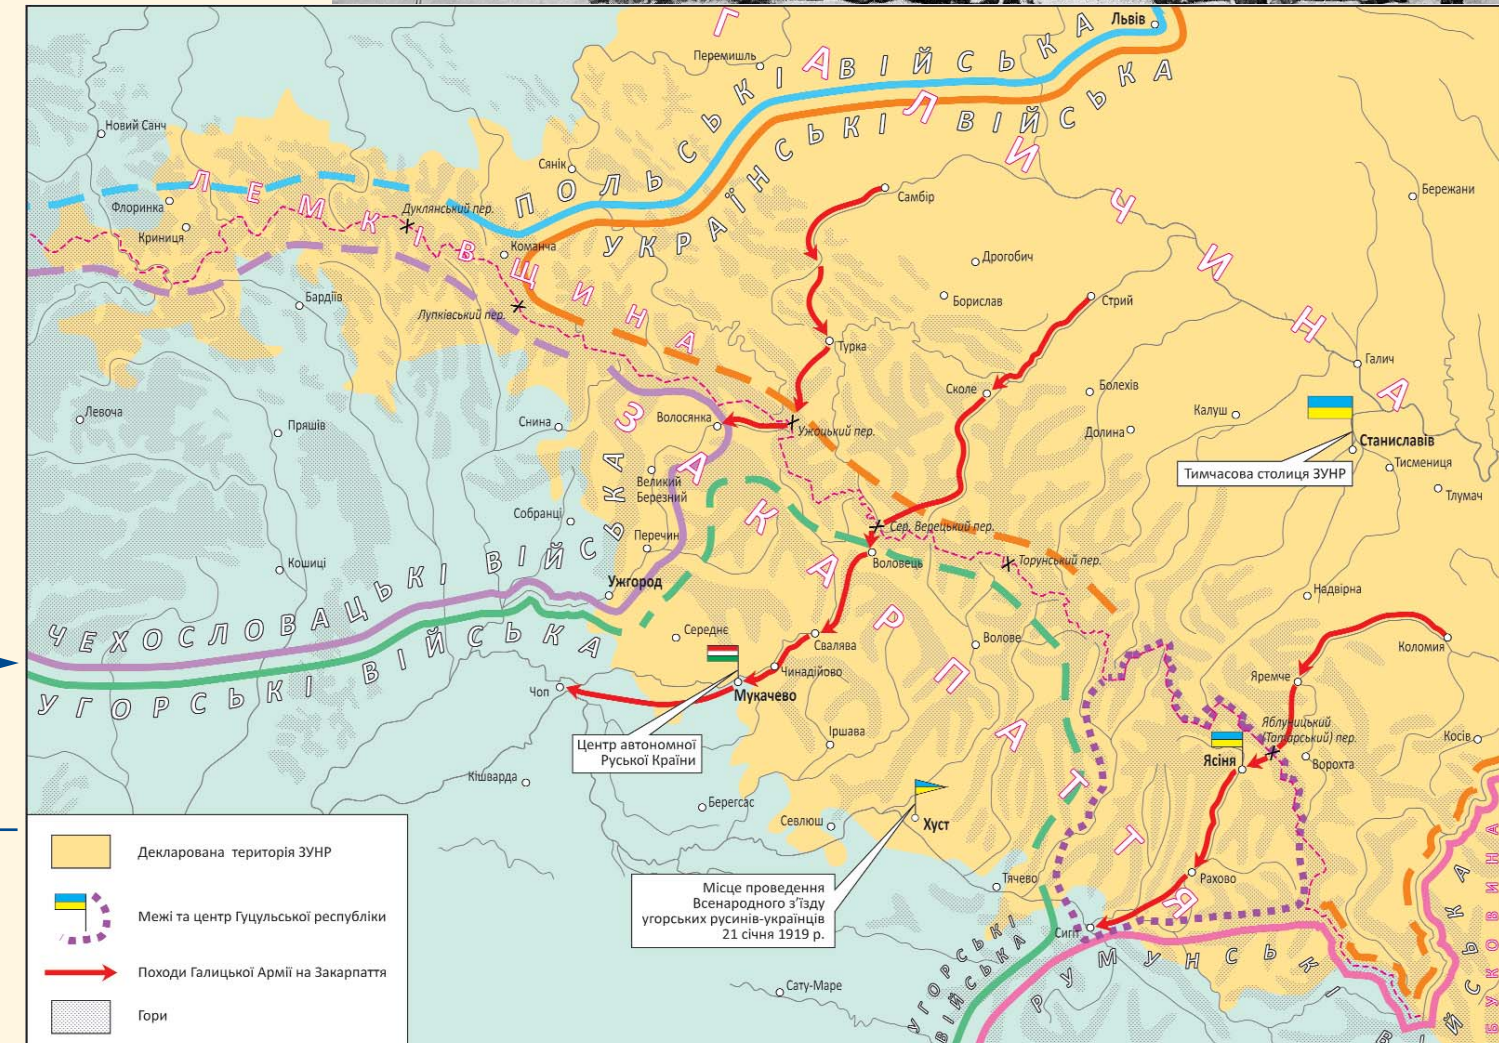 ГАЛИЧИНА
ЛЕМКІВЩИНА
ЗАКАРПАТТЯ
БУКОВИНА
ПОЛЬСЬКІ ВІЙСЬКА
УКРАЇНСЬКІ ВІЙСЬКА
ЧЕХОСЛОВАЦЬКІ ВІЙСЬКА
УГОРСЬКІ ВІЙСЬКА
УГОРСЬКІ
ВІЙСЬКА
РУМУНСЬКІ ВІЙСЬКА
Львів
Перемишль
Новий Санч
Сянік
Самбір
Бережани
Флоринка
Криниця
Дуклянський пер.
Команча
Дрогобич
Борислав
Стрий
Бардіїв
Лупківський пер.
Турка
Галич
Сколе
Болехів
Калуш
Левоча
Пряшів
Снина
Волосянка
Ужоцький пер.
Долина
Станиславів
Тисмениця
Тимчасова столиця ЗУНР
Тлумач
Великий
Березний
Собранці
Перечин
Сер. Верецький пер.
Воловець
Торунський пер.
Кошиці
Ужгород
Надвірна
Середнє
Свалява
Волове
Коломия
Чинадійово
Чоп
Мукачево
Яремче
Яблуницький
(Татарський) пер.
Косів
Іршава
Центр автономної
Руської Країни
Ясіня
Ворохта
Кішварда
Берегсас
Севлюш
Хуст
Місце проведення
Всенародного з’їзду
угорських русинів-українців
21 січня 1919 р.
Тячево
Рахово
Сигіт
Сату-Маре
Декларована територія ЗУНР
Межі та центр Гуцульської республіки
Походи Галицької Армії на Закарпаття
Гори